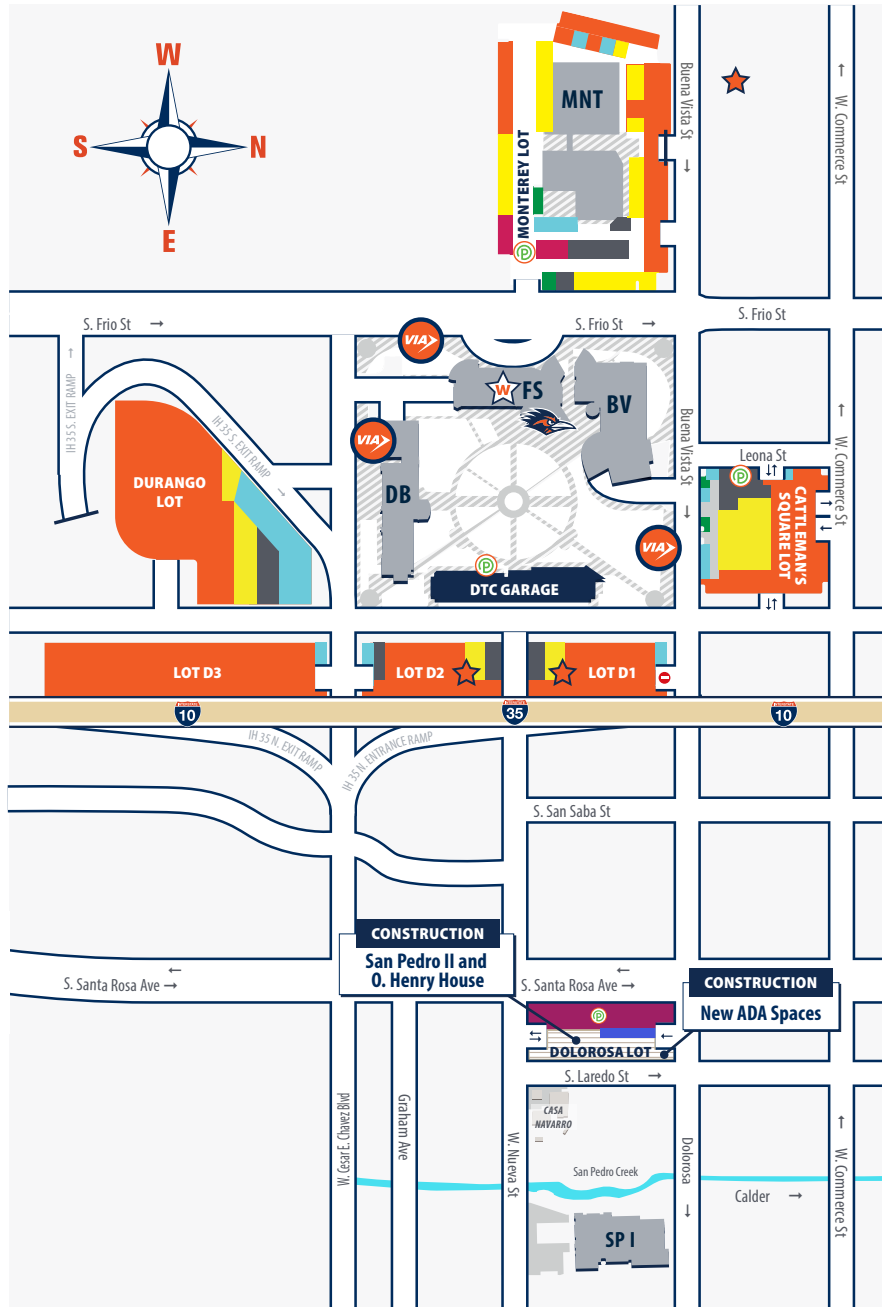 W
S
N
E
MNT
MONTEREY LOT
P
Buena Vista St →
← W. Commerce St
S. Frio St →
S. Frio St →
S. Frio St
→
VIA
IH 35 S. EXIT RAMP →
IH 35 S. EXIT RAMP →
W
FS
BV
VIA
DB
Buena Vista St →
← W. Commerce St
Leona St
P
DURANGO
LOT
CATTLEMAN'S
SQUARE LOT
VIA
P
DTC GARAGE
LOT D3
LOT D2
LOT D1
10
35
10
IH 35 N. EXIT RAMP
IH 35 N. ENTRANCE RAMP
S. San Saba St
CONSTRUCTION
San Pedro II and
O. Henry House
←
S. Santa Rosa Ave →
←
S. Santa Rosa Ave →
CONSTRUCTION
New ADA Spaces
P
DOLOROSA LOT
S. Laredo St →
W. Cesar E. Chavez Blvd
Graham Ave
W. Nueva St
CASA
NAVARRO
Dolorosa →
← W. Commerce St
San Pedro Creek
Calder →
SP I